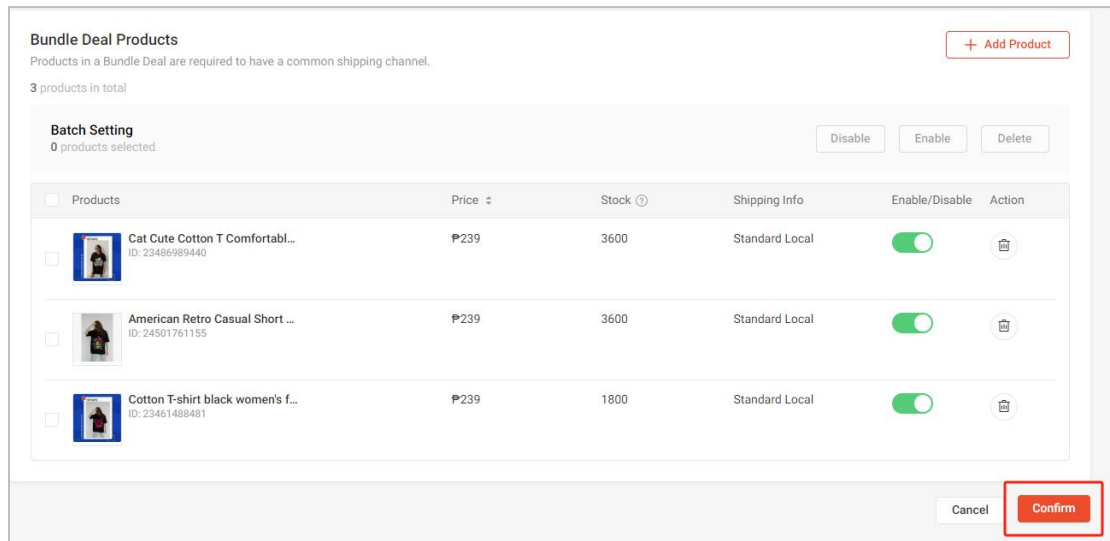 Bundle Deal Products
+ Add Product
Products in a Bundle Deal are required to have a common shipping channel.
3 products in total
Batch Setting
0 products selected
Disable Enable Delete
Products Price Stock Shipping Info Enable/Disable Action
Cat Cute Cotton T Comfortabl... ₱239 3600 Standard Local
ID: 23486989440
American Retro Casual Short ... ₱239 3600 Standard Local
ID: 24501761155
Cotton T-shirt black women's f... ₱239 1800 Standard Local
ID: 23461488481
Cancel Confirm